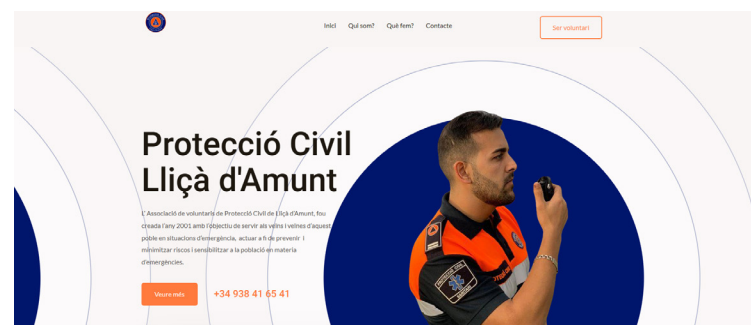 Inici Qui som? Què fem? Contacte Ser voluntari
Protecció Civil
Lliçà d'Amunt
L' Associació de voluntaris de Protecció Civil de Lliçà d'Amunt, fou
creada l'any 2001 amb l'objectiu de servir als veïns i veïnes d'aquest
poble en situacions d'emergència, actuar a fi de prevenir i
minimitzar riscos i sensibilitzar a la població en matèria
d'emergències.
Veure més +34 938 41 65 41
PROTECCIÓ CIVIL